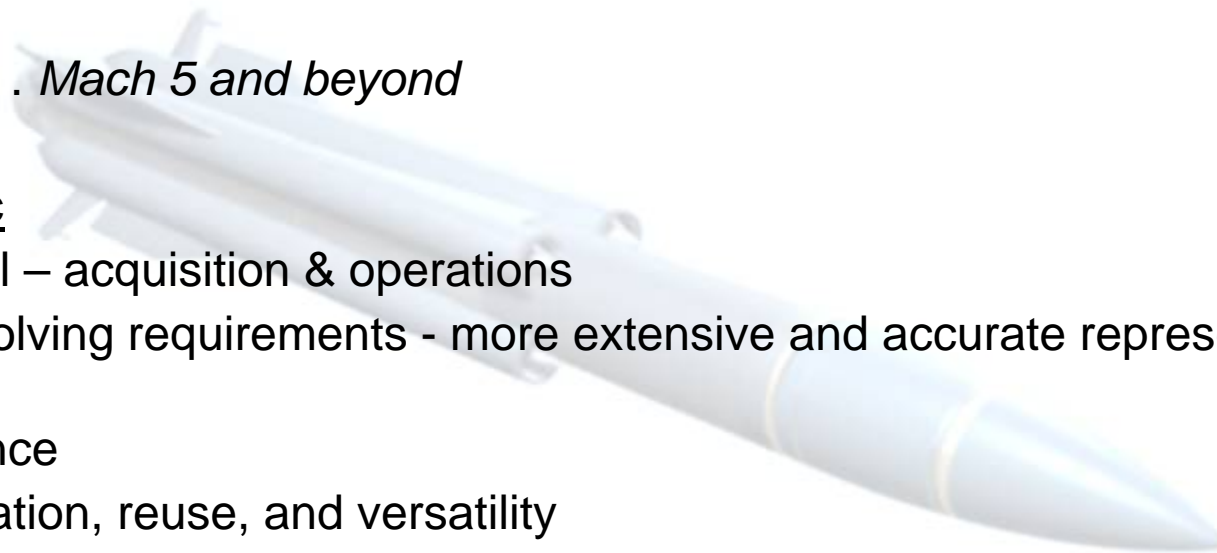 . Mach 5 and beyond
c
l – acquisition & operations
olving requirements - more extensive and accurate repres
nce
ation, reuse, and versatility